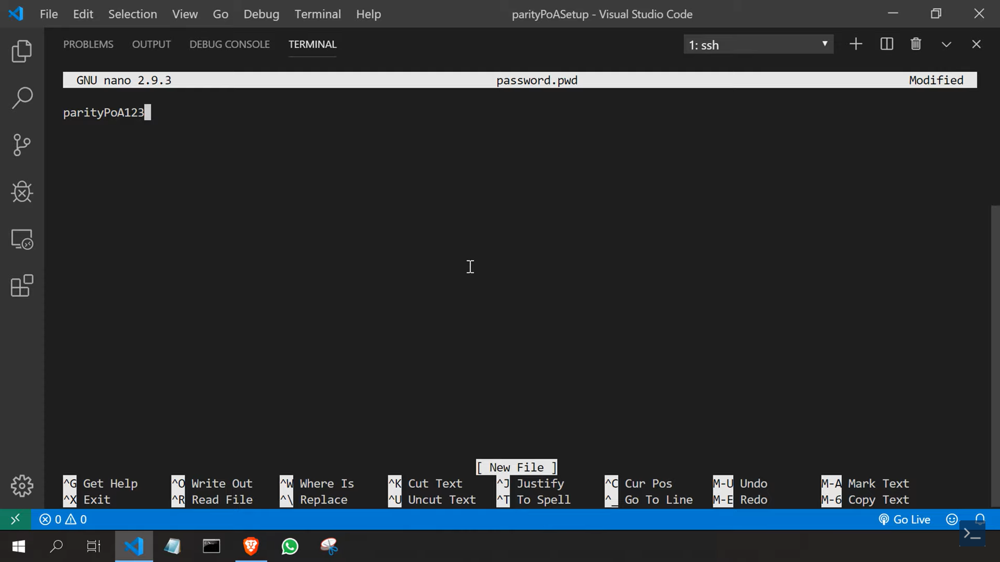 File Edit Selection View Go Debug Terminal Help parityPoASetup - Visual Studio Code
PROBLEMS OUTPUT DEBUG CONSOLE TERMINAL 1: ssh
GNU nano 2.9.3 password.pwd Modified
parityPoA123
[ New File ]
^G Get Help ^O Write Out ^W Where Is ^K Cut Text ^J Justify ^C Cur Pos M-U Undo M-A Mark Text
^X Exit ^R Read File ^\ Replace ^U Uncut Text ^T To Spell ^_ Go To Line M-E Redo M-6 Copy Text
0 0 Go Live